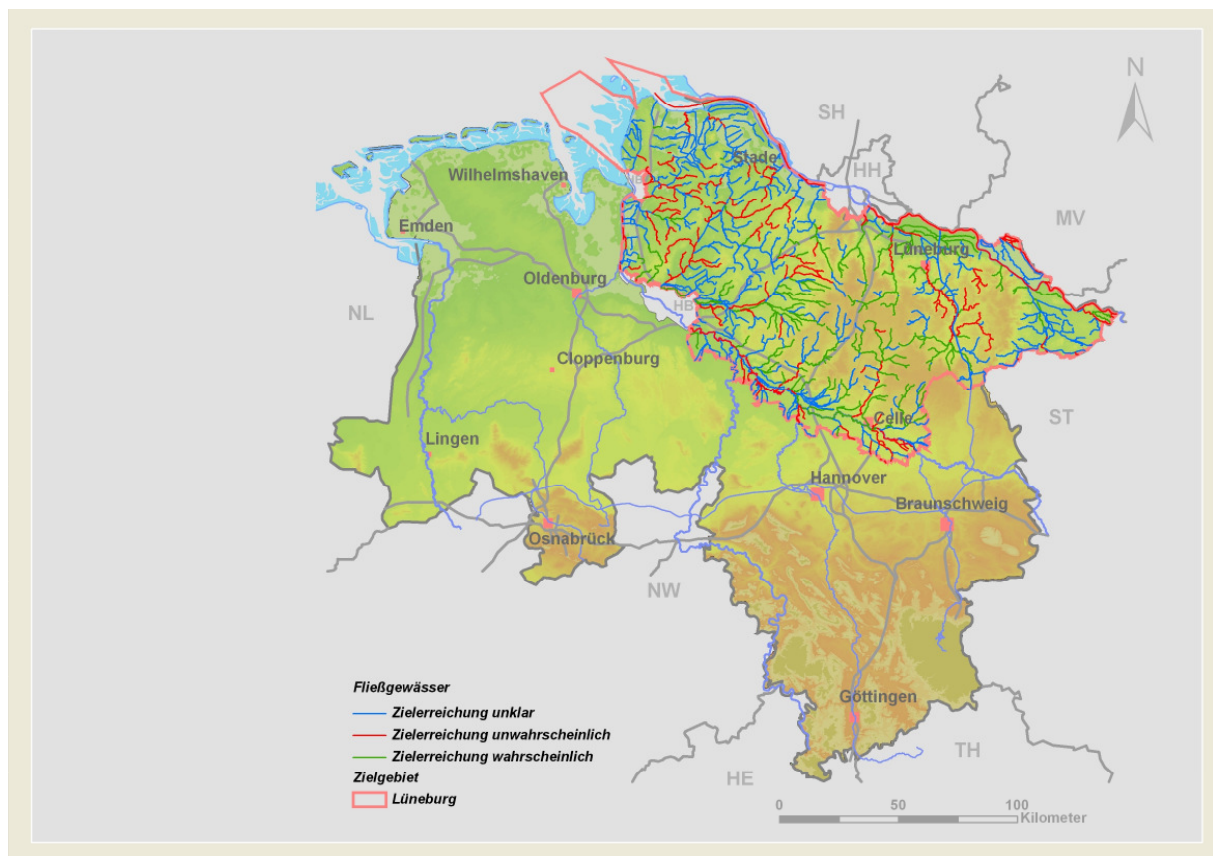 N
SH
HH
MV
Stade
HB
Wilhelmshaven
Emden
Lüneburg
Oldenburg
NL
HB
Cloppenburg
Celle
ST
Lingen
Hannover
Braunschweig
Osnabrück
NW
Göttingen
TH
HE
Fließgewässer
Zielerreichung unklar
Zielerreichung unwahrscheinlich
Zielerreichung wahrscheinlich
Zielgebiet
Lüneburg
0 50 100
Kilometer